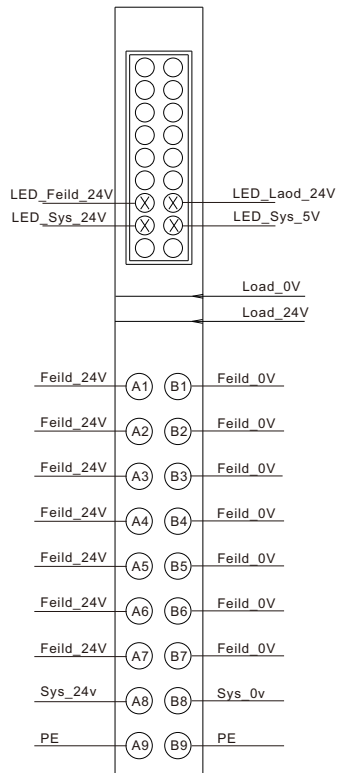 LED_Feild_24V LED_Laod_24V
LED_Sys_24V LED_Sys_5V
Load_0V
Load_24V
Feild_24V A1 B1 Feild_0V
Feild_24V A2 B2 Feild_0V
Feild_24V A3 B3 Feild_0V
Feild_24V A4 B4 Feild_0V
Feild_24V A5 B5 Feild_0V
Feild_24V A6 B6 Feild_0V
Feild_24V A7 B7 Feild_0V
Sys_24v A8 B8 Sys_0v
PE A9 B9 PE